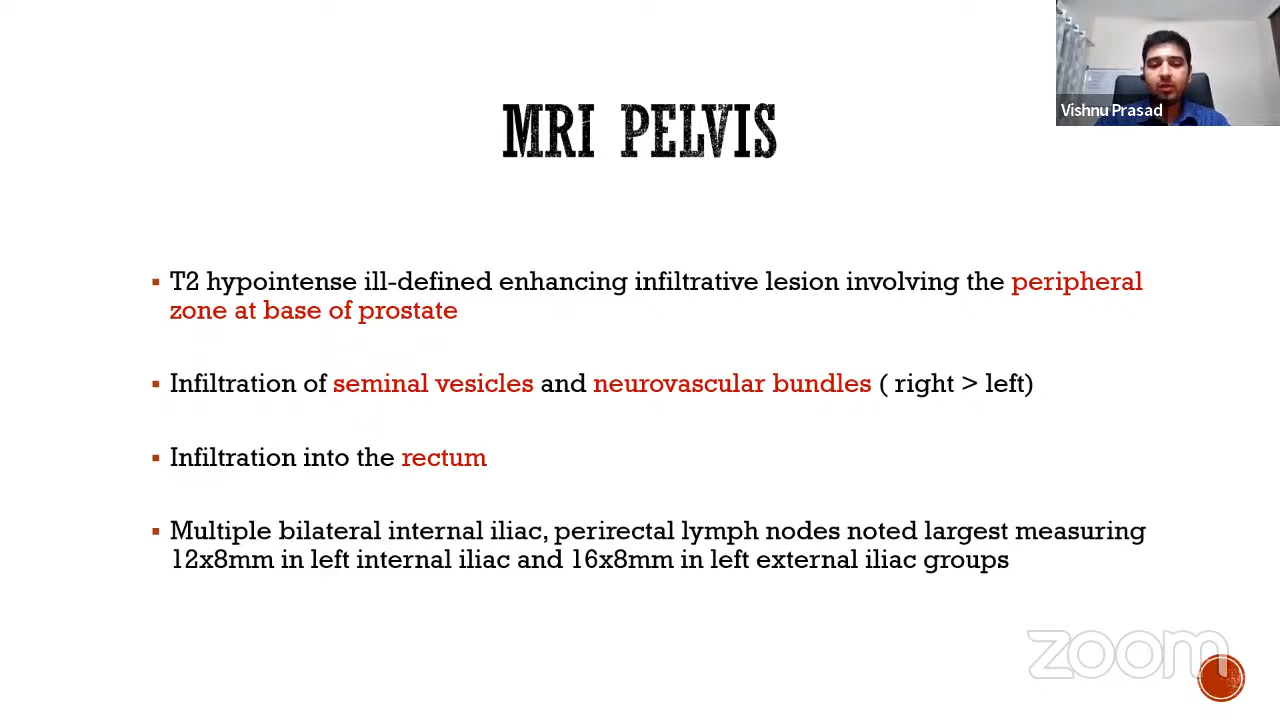 Vishnu Prasad
MRI PELVIS
▪ T2 hypointense ill-defined enhancing infiltrative lesion involving the peripheral
zone at base of prostate
▪ Infiltration of seminal vesicles and neurovascular bundles ( right > left)
▪ Infiltration into the rectum
▪ Multiple bilateral internal iliac, perirectal lymph nodes noted largest measuring
12x8mm in left internal iliac and 16x8mm in left external iliac groups
zoom